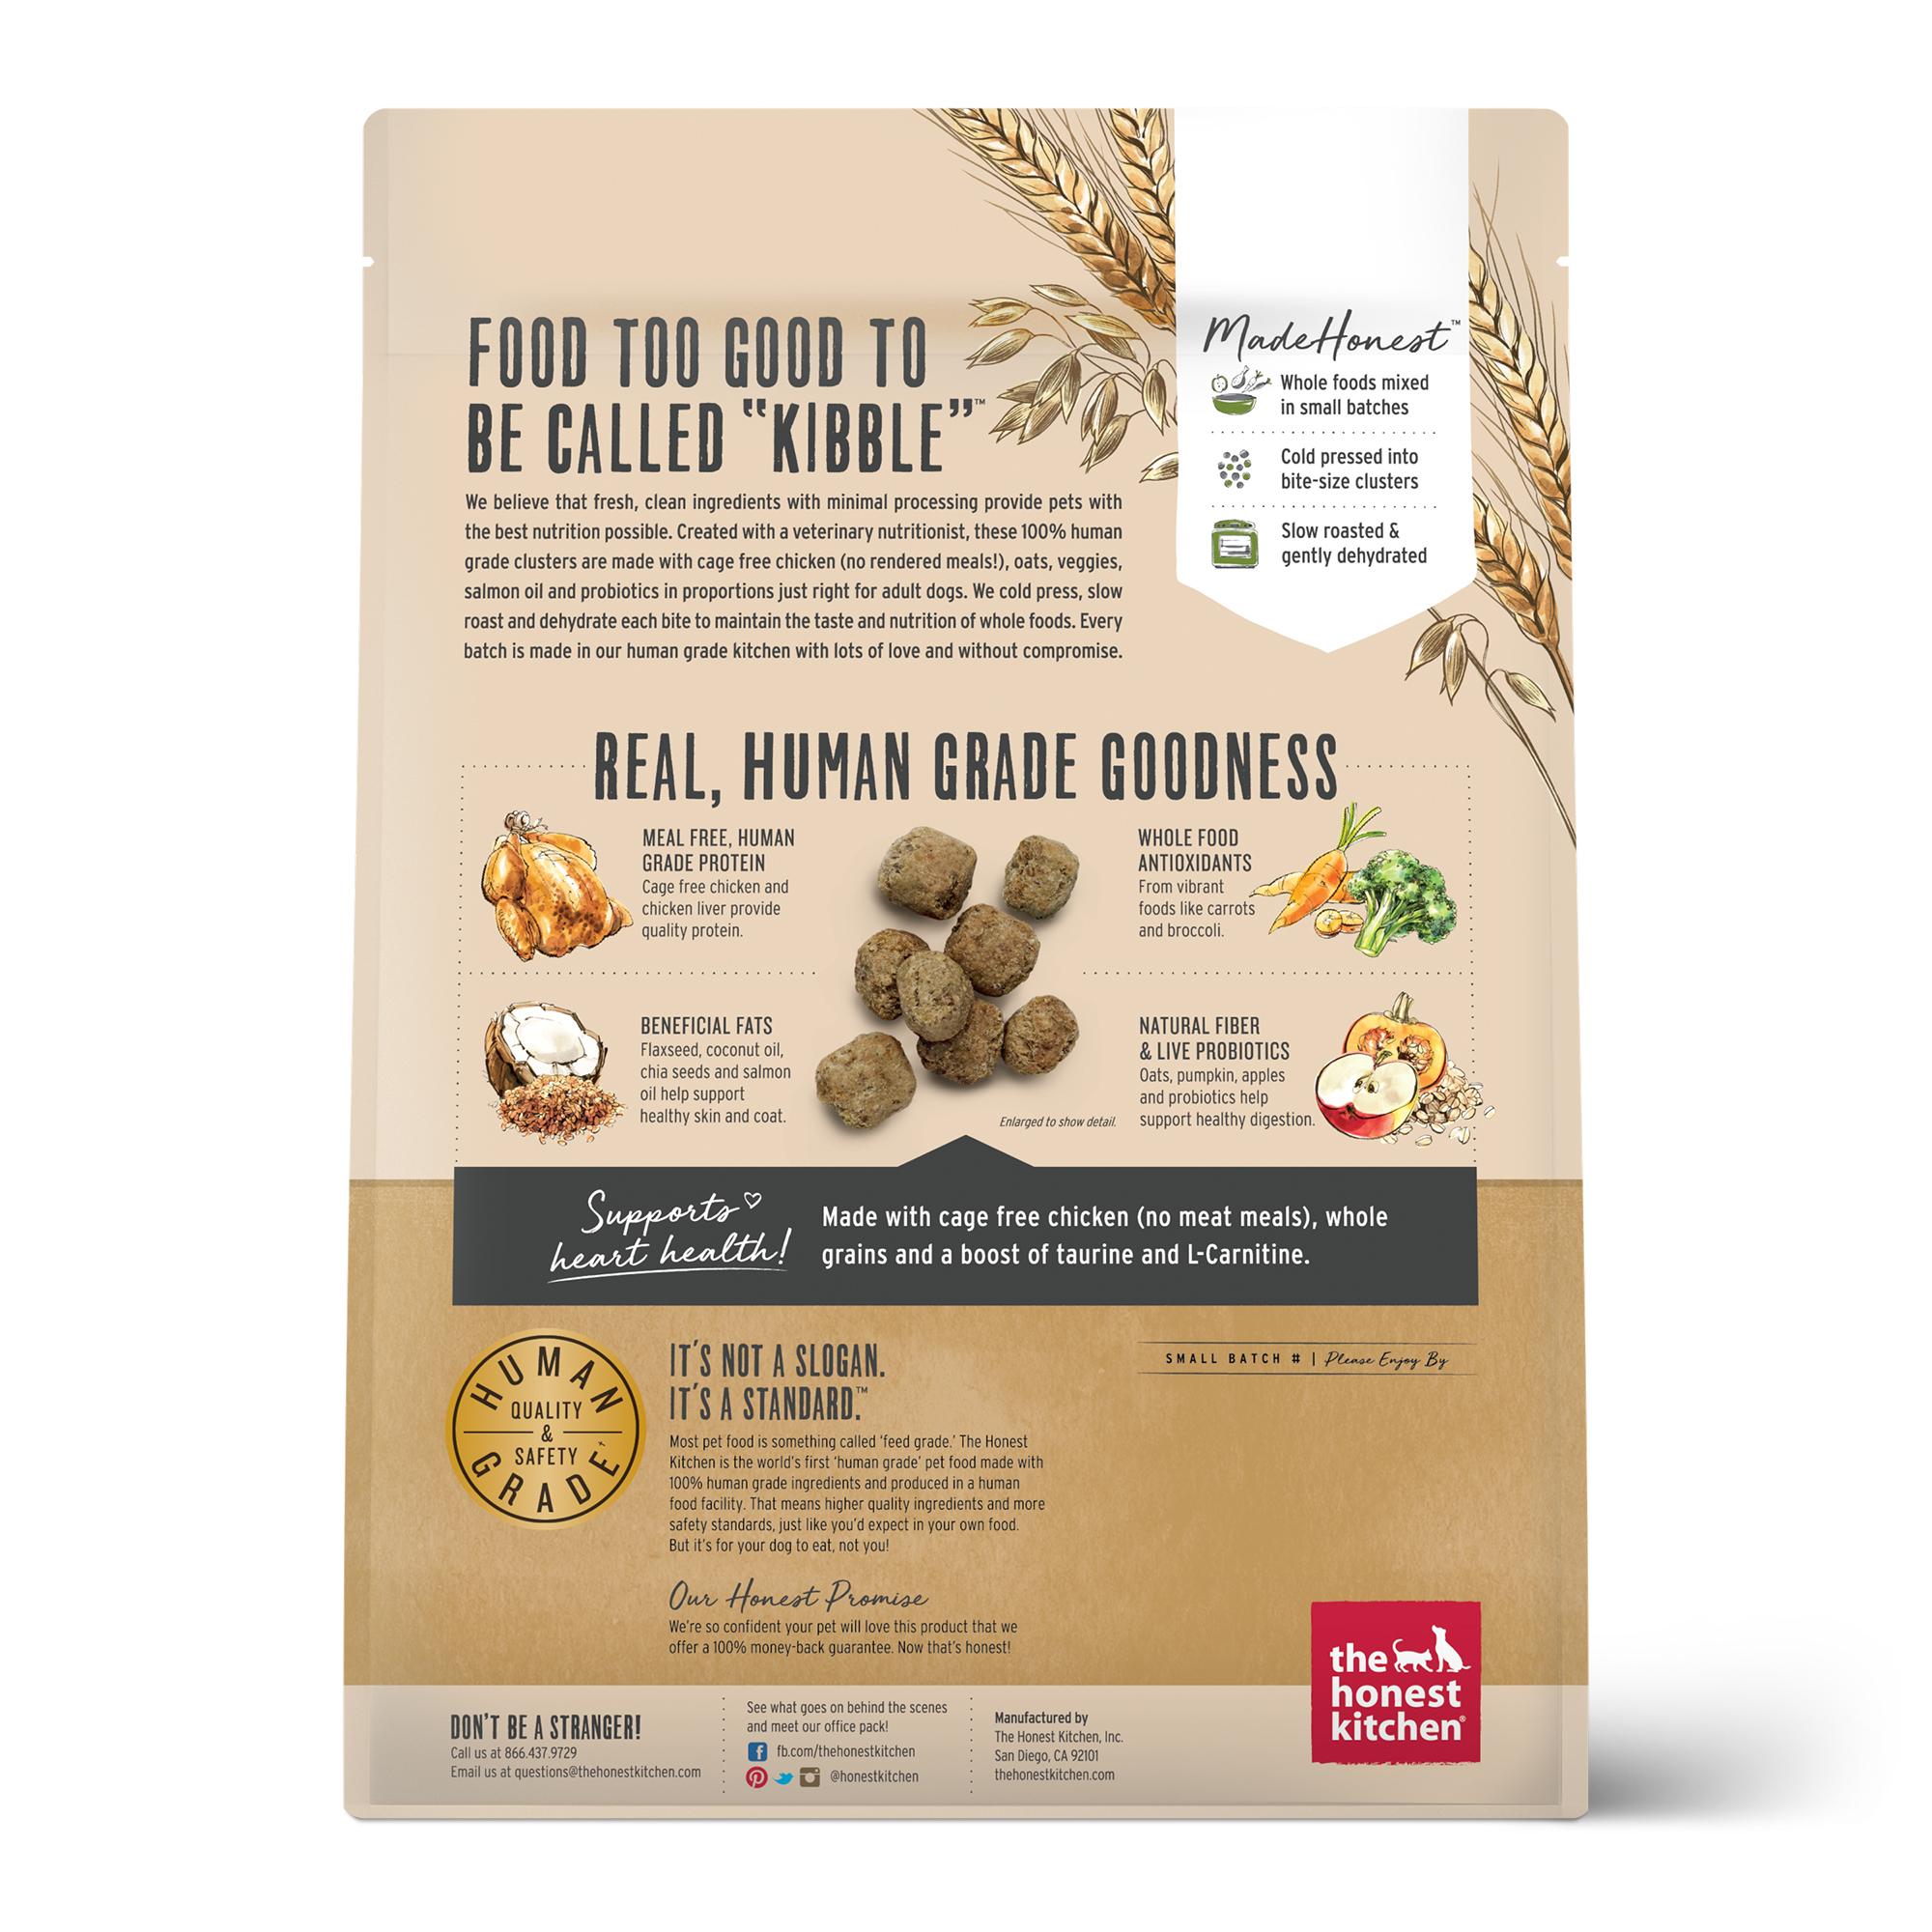 FOOD TOO GOOD TO
BE CALLED "KIBBLE"™
We believe that fresh, clean ingredients with minimal processing provide pets with
the best nutrition possible. Created with a veterinary nutritionist, these 100% human
grade clusters are made with cage free chicken (no rendered meals!), oats, veggies,
salmon oil and probiotics in proportions just right for adult dogs. We cold press, slow
roast and dehydrate each bite to maintain the taste and nutrition of whole foods. Every
batch is made in our human grade kitchen with lots of love and without compromise.
MadeHonest™
Whole foods mixed
in small batches
Cold pressed into
bite-size clusters
Slow roasted &
gently dehydrated
REAL, HUMAN GRADE GOODNESS
MEAL FREE, HUMAN
GRADE PROTEIN
Cage free chicken and
chicken liver provide
quality protein.
WHOLE FOOD
ANTIOXIDANTS
From vibrant
foods like carrots
and broccoli.
BENEFICIAL FATS
Flaxseed, coconut oil,
chia seeds and salmon
oil help support
healthy skin and coat.
NATURAL FIBER
& LIVE PROBIOTICS
Oats, pumpkin, apples
and probiotics help
support healthy digestion.
Enlarged to show detail.
Supports
heart health!
Made with cage free chicken (no meat meals), whole
grains and a boost of taurine and L-Carnitine.
HUMAN
QUALITY
&
SAFETY
GRADE+
IT'S NOT A SLOGAN.
IT'S A STANDARD.™
Most pet food is something called 'feed grade.' The Honest
Kitchen is the world's first 'human grade' pet food made with
100% human grade ingredients and produced in a human
food facility. That means higher quality ingredients and more
safety standards, just like you'd expect in your own food.
But it's for your dog to eat, not you!
SMALL BATCH # | Please Enjoy By
Our Honest Promise
We're so confident your pet will love this product that we
offer a 100% money-back guarantee. Now that's honest!
the
honest
kitchen®
DON'T BE A STRANGER!
Call us at 866.437.9729
Email us at questions@thehonestkitchen.com
See what goes on behind the scenes
and meet our office pack!
fb.com/thehonestkitchen
@honestkitchen
Manufactured by
The Honest Kitchen, Inc.
San Diego, CA 92101
thehonestkitchen.com